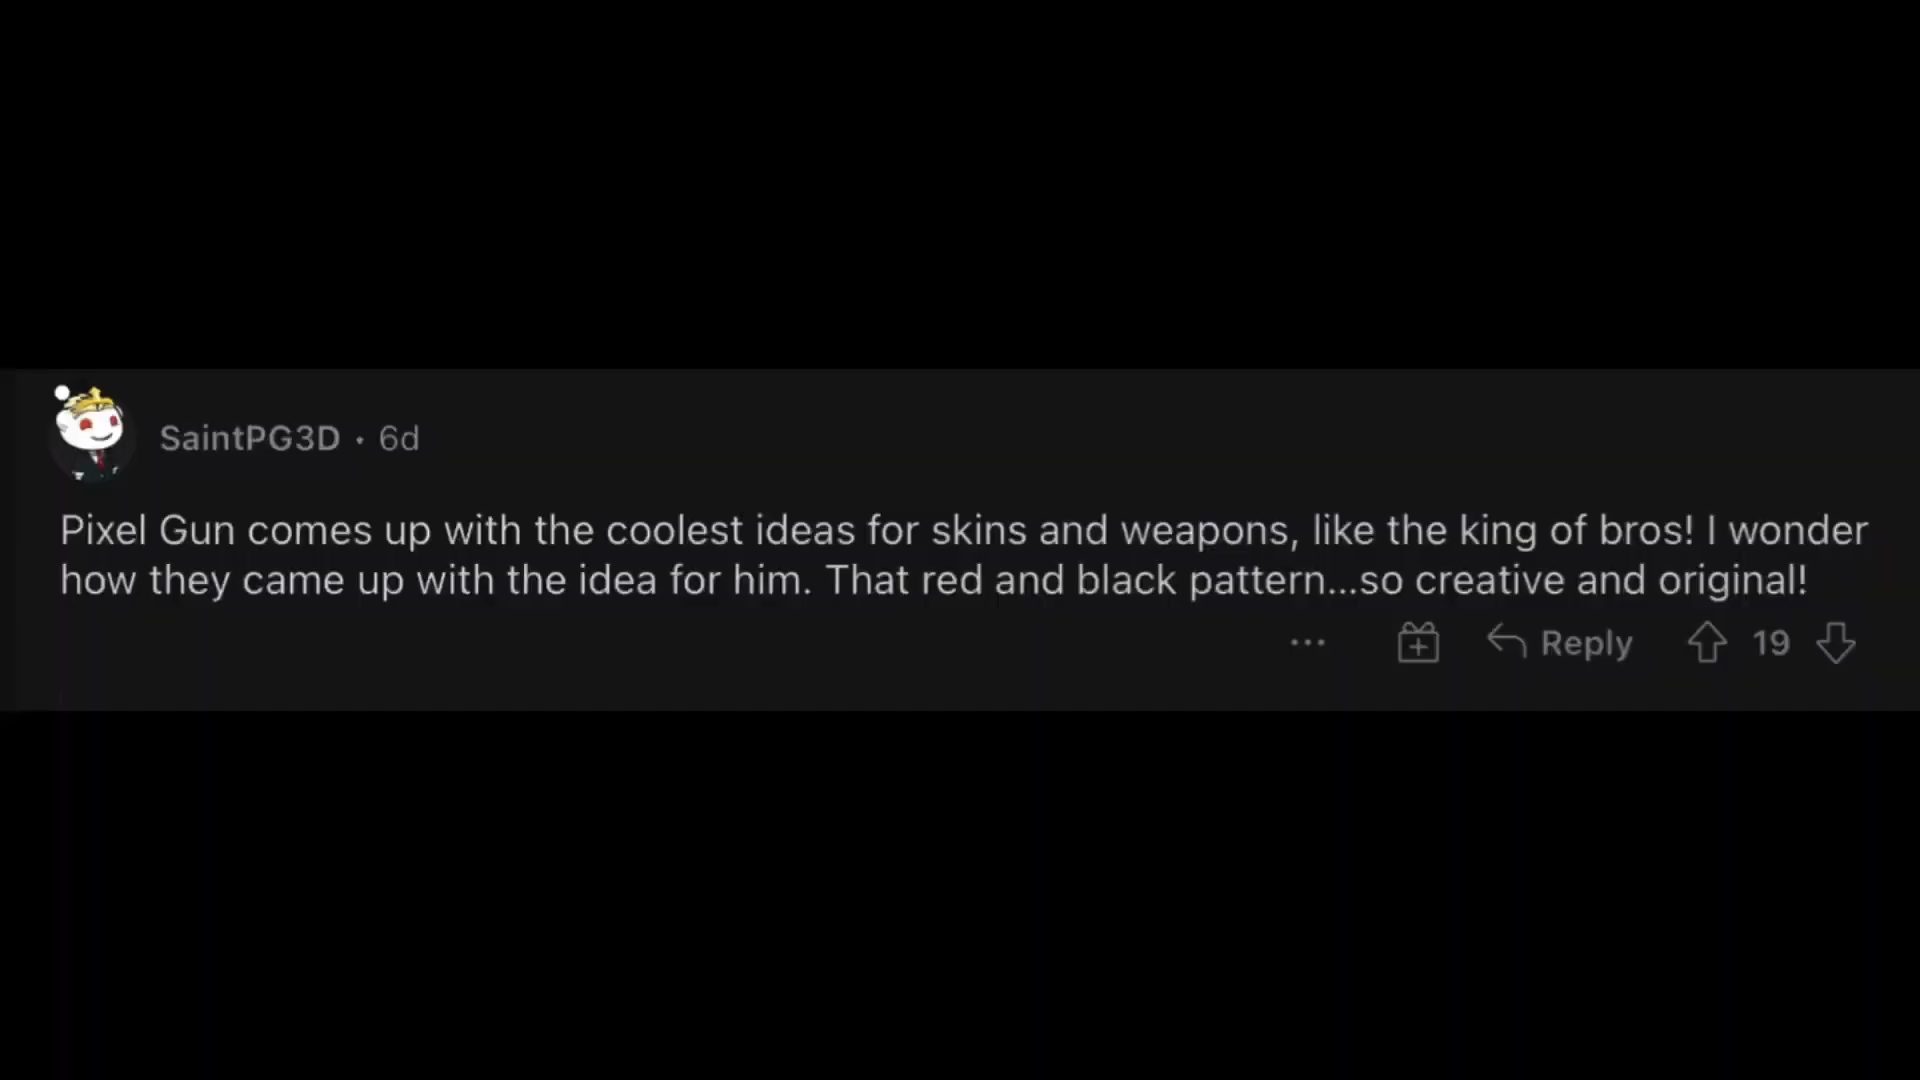 SaintPG3D • 6d
Pixel Gun comes up with the coolest ideas for skins and weapons, like the king of bros! I wonder
how they came up with the idea for him. That red and black pattern...so creative and original!
... Reply 19